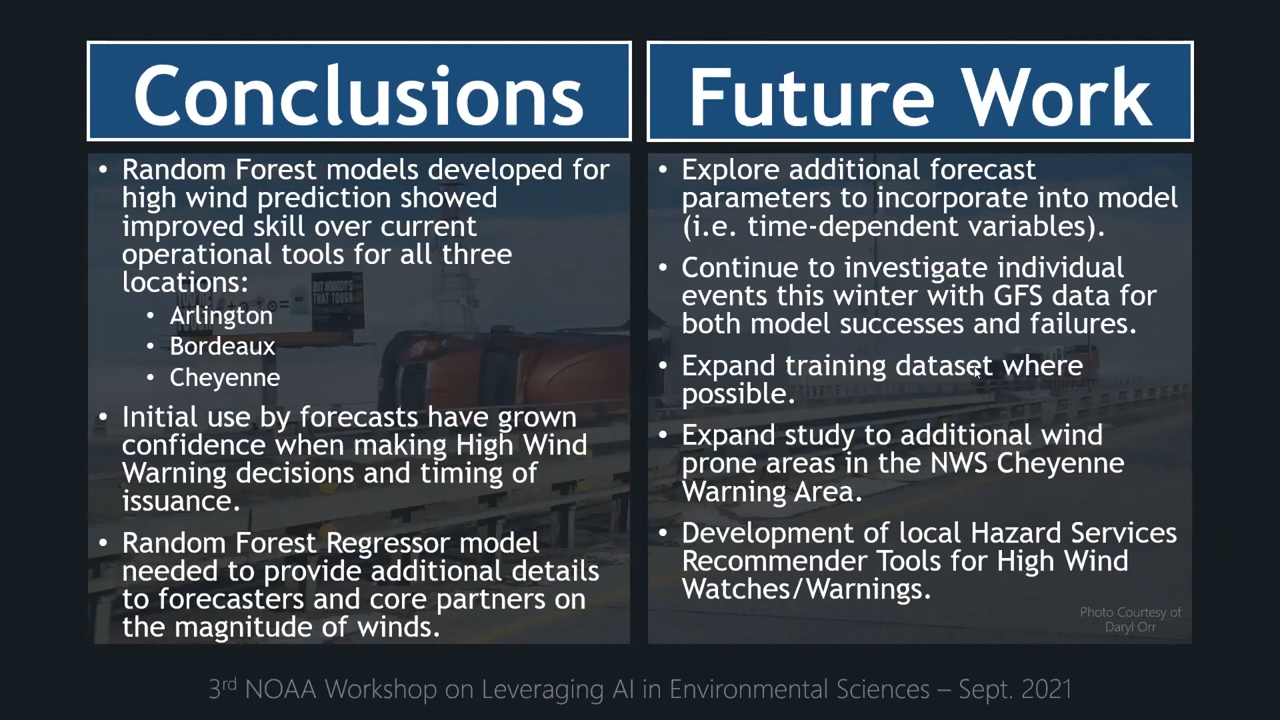 Conclusions
• Random Forest models developed for
high wind prediction showed
improved skill over current
operational tools for all three
locations:
• Arlington
• Bordeaux
• Cheyenne
• Initial use by forecasts have grown
confidence when making High Wind
Warning decisions and timing of
issuance.
• Random Forest Regressor model
needed to provide additional details
to forecasters and core partners on
the magnitude of winds.
Future Work
• Explore additional forecast
parameters to incorporate into model
(i.e. time-dependent variables).
• Continue to investigate individual
events this winter with GFS data for
both model successes and failures.
• Expand training dataset where
possible.
• Expand study to additional wind
prone areas in the NWS Cheyenne
Warning Area.
• Development of local Hazard Services
Recommender Tools for High Wind
Watches/Warnings.
Photo Courtesy of
Daryl Orr
BUT NOBODY'S
THAT TOUGH
3rd NOAA Workshop on Leveraging AI in Environmental Sciences – Sept. 2021